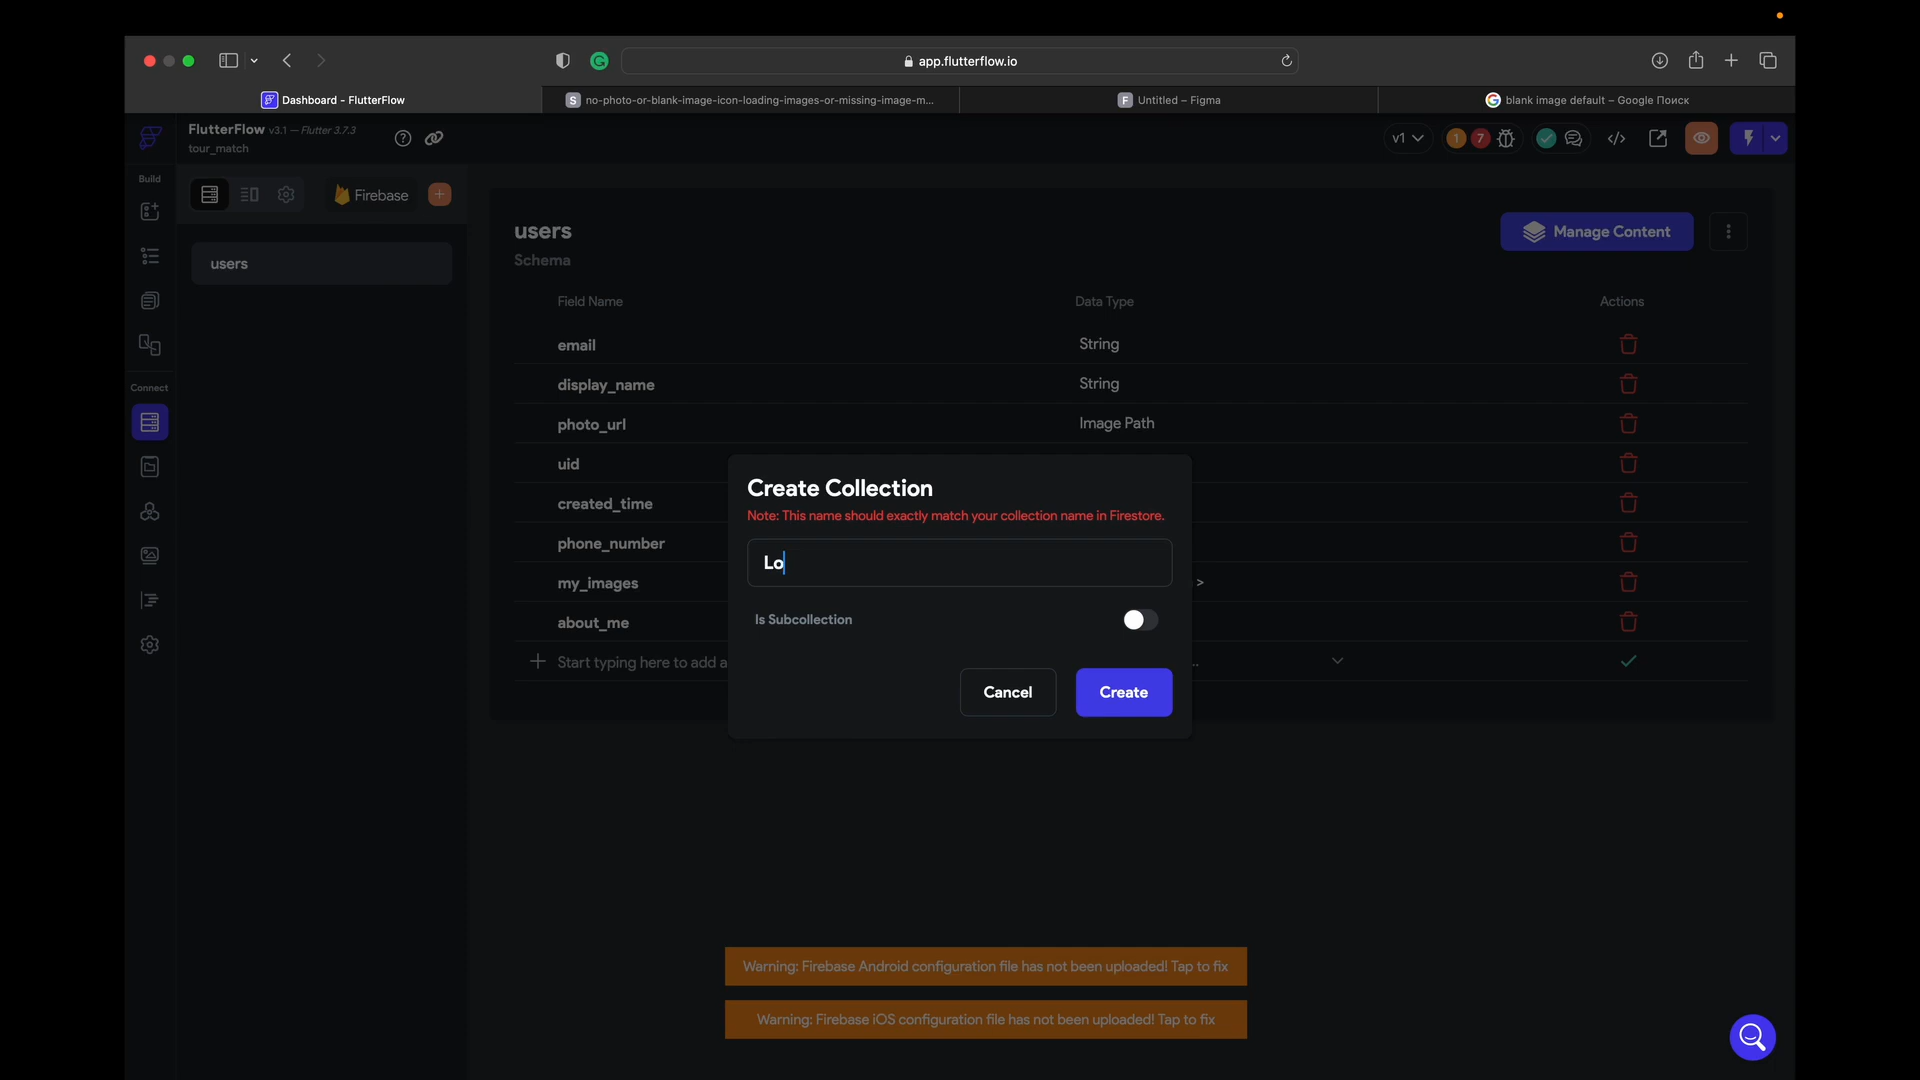 app.flutterflow.io
Dashboard - FlutterFlow
S no-photo-or-blank-image-icon-loading-images-or-missing-image-m...
F Untitled – Figma
blank image default – Google Поиск
FlutterFlow v3.1 — Flutter 3.7.3
tour_match
v1
1 7
Build
Firebase
users
Connect
users
Manage Content
Schema
Field Name Data Type Actions
email String
display_name String
photo_url Image Path
uid
created_time
phone_number
my_images >
about_me
Start typing here to add a ...
Create Collection
Note: This name should exactly match your collection name in Firestore.
Lo
Is Subcollection
Cancel Create
Warning: Firebase Android configuration file has not been uploaded! Tap to fix
Warning: Firebase iOS configuration file has not been uploaded! Tap to fix